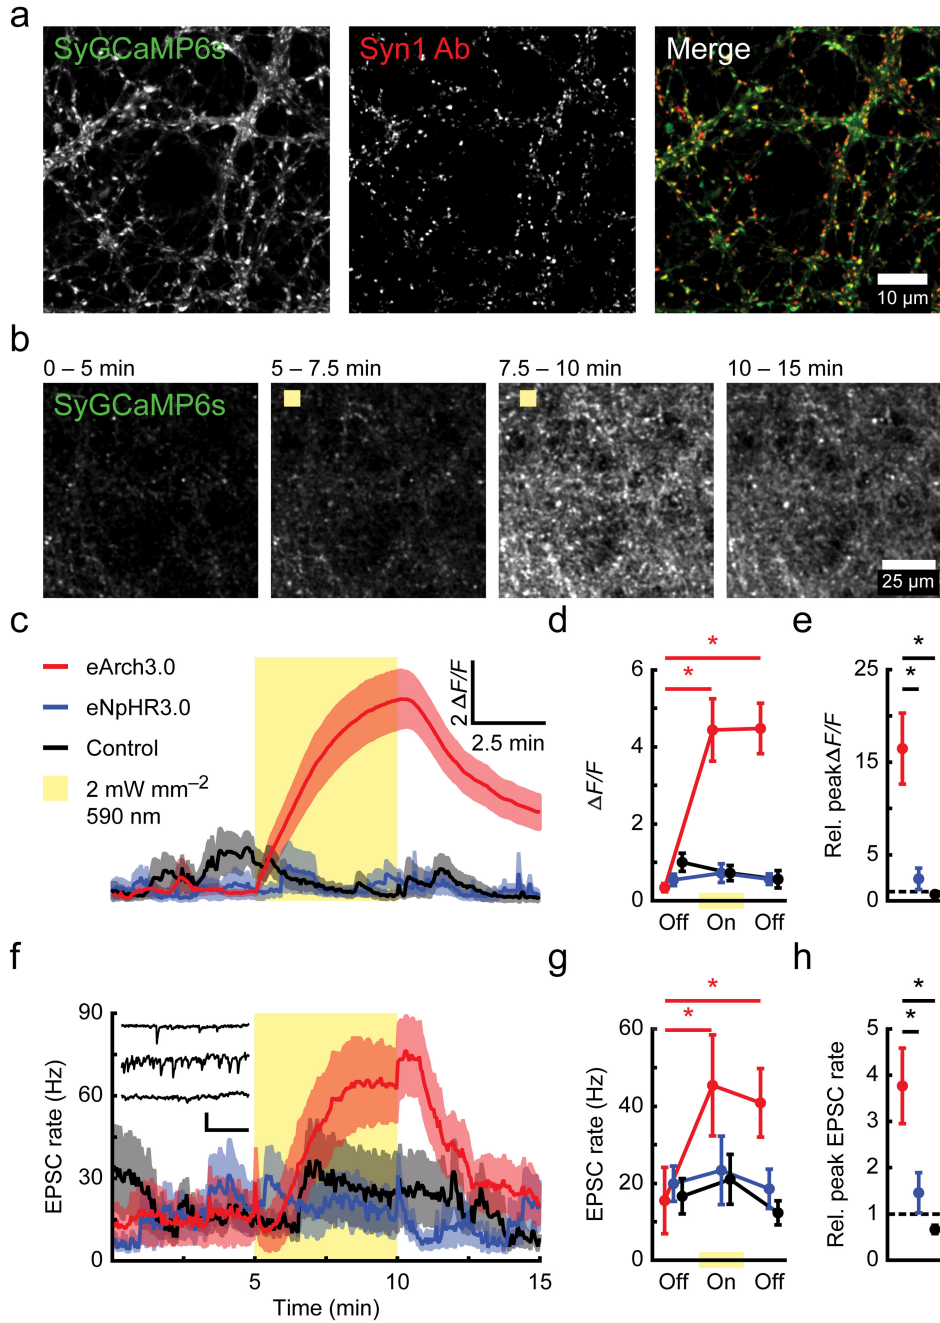 a
SyGCaMP6s
Syn1 Ab
Merge
10 µm
b
0 – 5 min
5 – 7.5 min
7.5 – 10 min
10 – 15 min
SyGCaMP6s
25 µm
c
eArch3.0
eNpHR3.0
Control
2 mW mm⁻²
590 nm
2 ΔF/F
2.5 min
d
*
*
ΔF/F
6
4
2
0
Off
On
Off
e
*
*
Rel. peak ΔF/F
25
15
5
0
f
EPSC rate (Hz)
90
60
30
0
5
10
15
Time (min)
g
*
*
EPSC rate (Hz)
60
40
20
0
Off
On
Off
h
*
*
Rel. peak EPSC rate
5
4
3
2
1
0